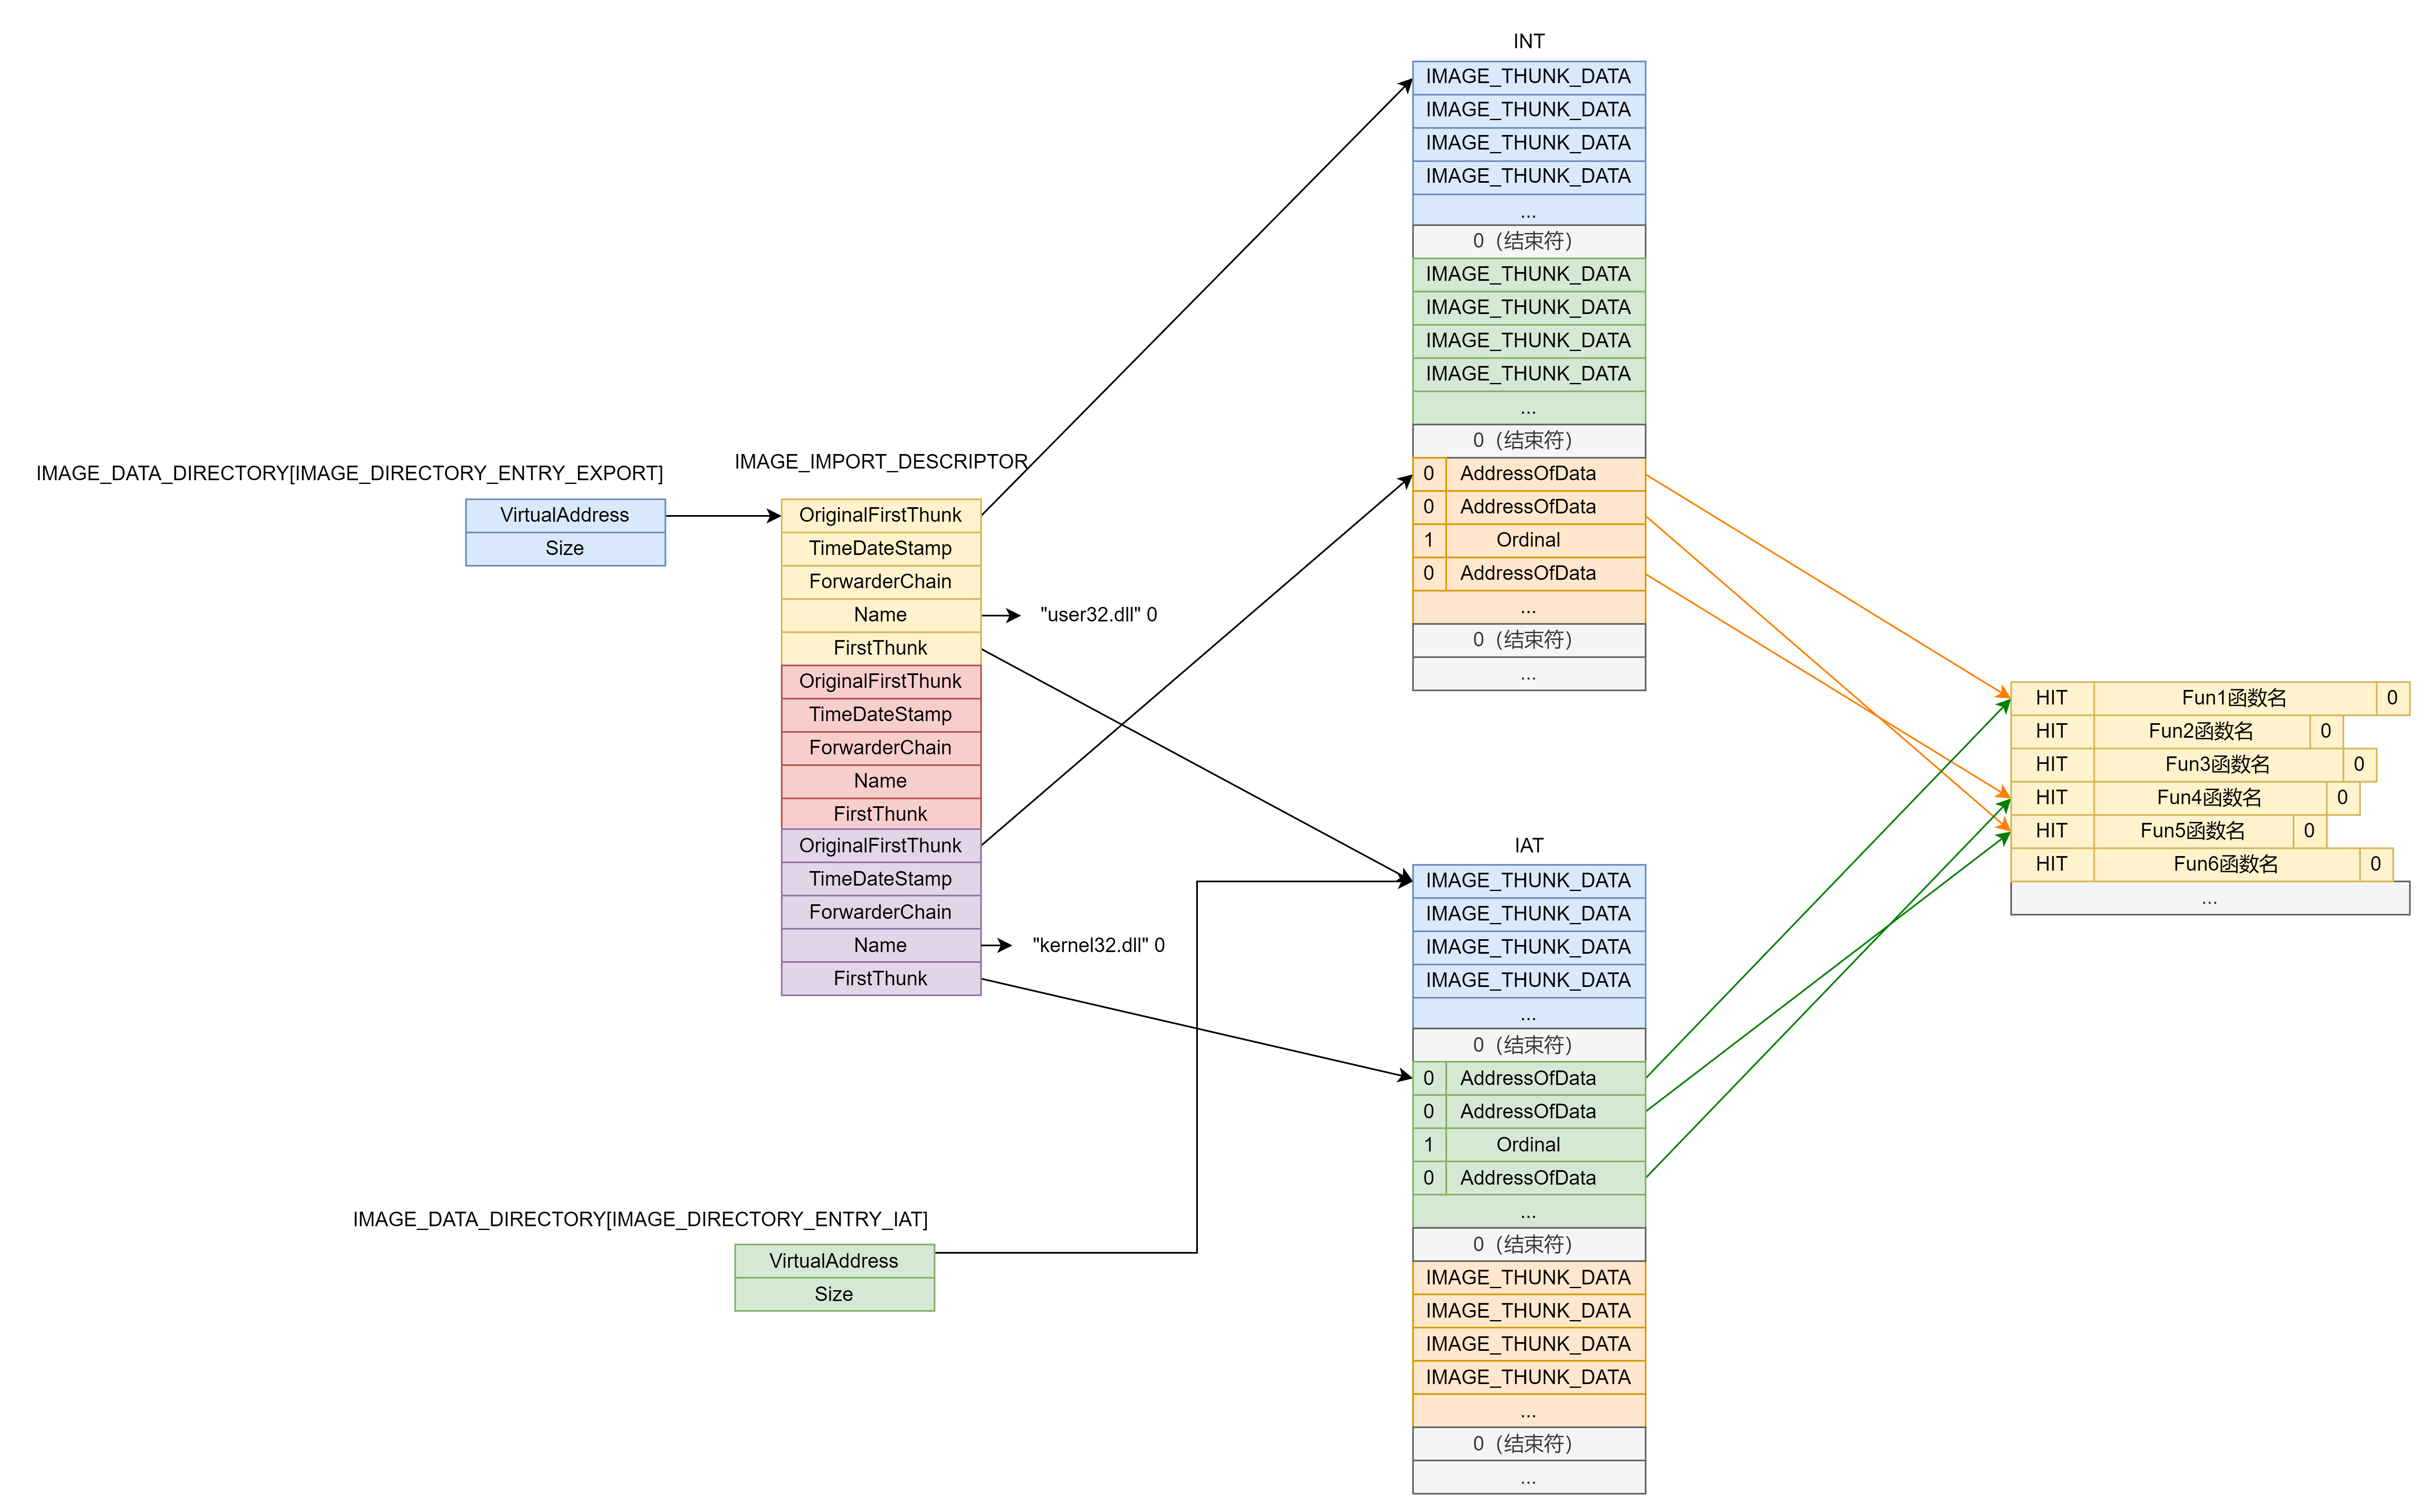 INT
IMAGE_THUNK_DATA
IMAGE_THUNK_DATA
IMAGE_THUNK_DATA
IMAGE_THUNK_DATA
...
0（结束符）
IMAGE_THUNK_DATA
IMAGE_THUNK_DATA
IMAGE_THUNK_DATA
IMAGE_THUNK_DATA
...
0（结束符）
0 AddressOfData
0 AddressOfData
1 Ordinal
0 AddressOfData
...
0（结束符）
...
IMAGE_DATA_DIRECTORY[IMAGE_DIRECTORY_ENTRY_EXPORT]
VirtualAddress
Size
IMAGE_IMPORT_DESCRIPTOR
OriginalFirstThunk
TimeDateStamp
ForwarderChain
Name
"user32.dll" 0
FirstThunk
OriginalFirstThunk
TimeDateStamp
ForwarderChain
Name
FirstThunk
OriginalFirstThunk
TimeDateStamp
ForwarderChain
Name
"kernel32.dll" 0
FirstThunk
HIT Fun1函数名 0
HIT Fun2函数名 0
HIT Fun3函数名 0
HIT Fun4函数名 0
HIT Fun5函数名 0
HIT Fun6函数名 0
...
IAT
IMAGE_THUNK_DATA
IMAGE_THUNK_DATA
IMAGE_THUNK_DATA
IMAGE_THUNK_DATA
...
0（结束符）
0 AddressOfData
0 AddressOfData
1 Ordinal
0 AddressOfData
...
0（结束符）
IMAGE_THUNK_DATA
IMAGE_THUNK_DATA
IMAGE_THUNK_DATA
IMAGE_THUNK_DATA
...
0（结束符）
...
IMAGE_DATA_DIRECTORY[IMAGE_DIRECTORY_ENTRY_IAT]
VirtualAddress
Size